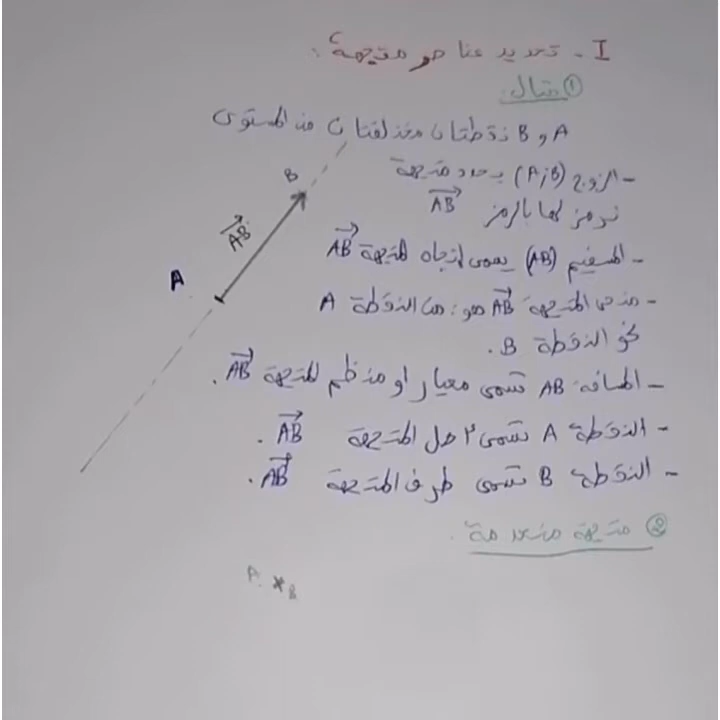 I - تحديد عناصر متجهة:
① مثال:
A و B نقطتان مختلفتان من المستوى
- الزوج (A;B) يحدد متجهة
نرمز لها بالرمز AB→
- المستقيم (AB) يسمى اتجاه المتجهة AB→
- منحى المتجهة AB→ هو: من النقطة A
نحو النقطة B.
- المسافة AB تسمى معيار او منظم للمتجهة AB→.
- النقطة A تسمى اصل المتجهة AB→.
- النقطة B تسمى طرف المتجهة AB→.
② متجهة منعدمة.
B
AB→
A
A. * B